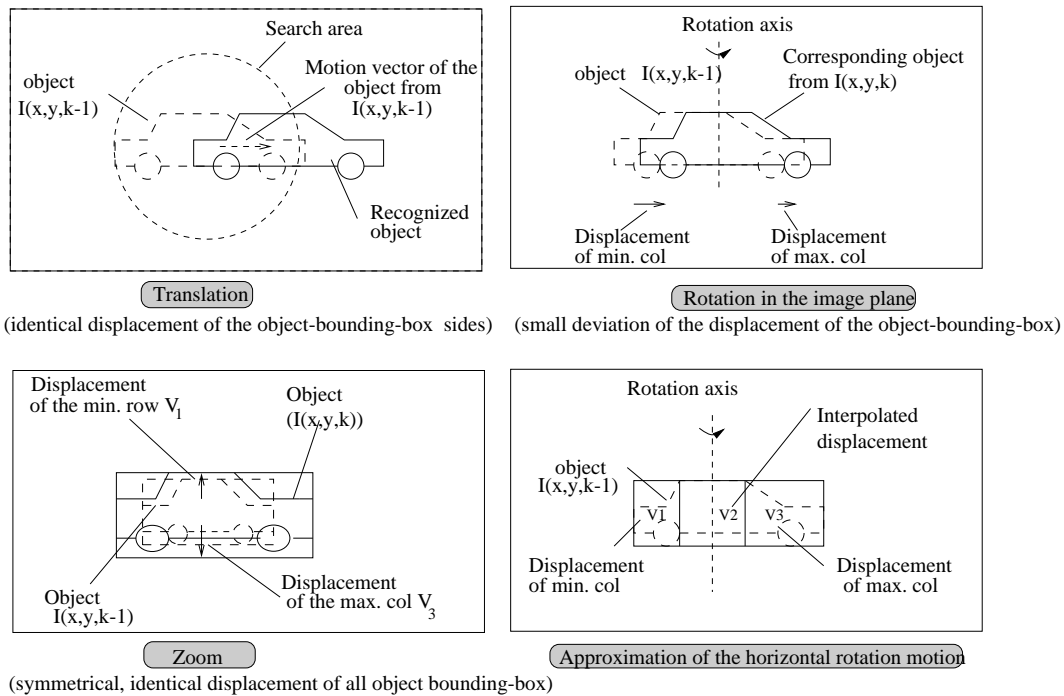 Search area
object
I(x,y,k-1)
Motion vector of the
object from
I(x,y,k-1)
Recognized
object
Translation
(identical displacement of the object-bounding-box sides)
Rotation axis
object I(x,y,k-1)
Corresponding object
from I(x,y,k)
Displacement
of min. col
Displacement
of max. col
Rotation in the image plane
(small deviation of the displacement of the object-bounding-box)
Displacement
of the min. row V1
Object
(I(x,y,k))
Object
I(x,y,k-1)
Displacement
of the max. col V3
Zoom
(symmetrical, identical displacement of all object bounding-box)
Rotation axis
Interpolated
displacement
object
I(x,y,k-1)
V1 V2 V3
Displacement
of min. col
Displacement
of max. col
Approximation of the horizontal rotation motion